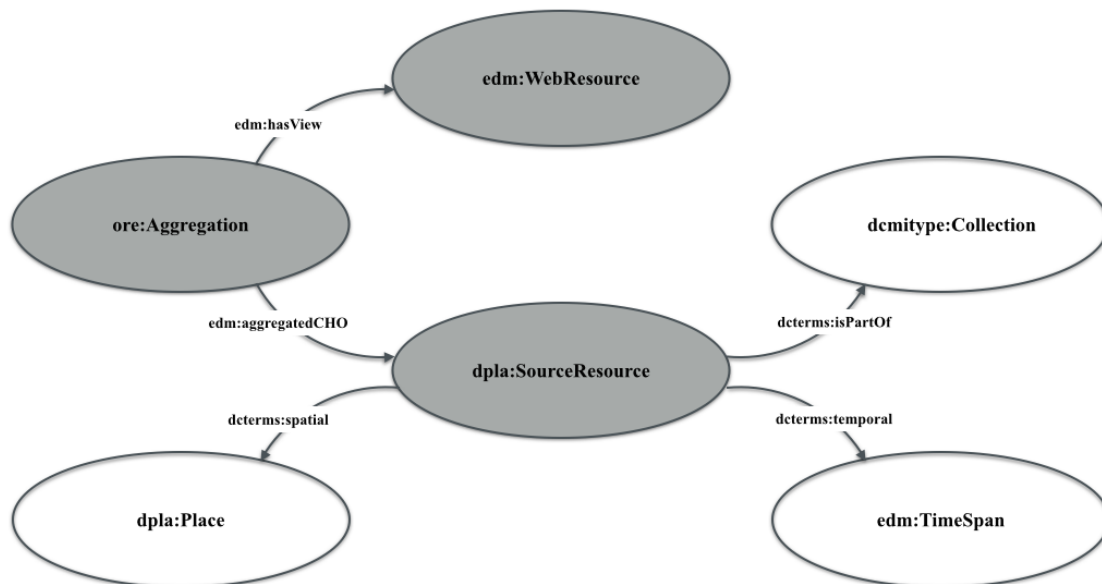 edm:WebResource
edm:hasView
ore:Aggregation
dcmitype:Collection
edm:aggregatedCHO
dcterms:isPartOf
dpla:SourceResource
dcterms:spatial
dcterms:temporal
dpla:Place
edm:TimeSpan